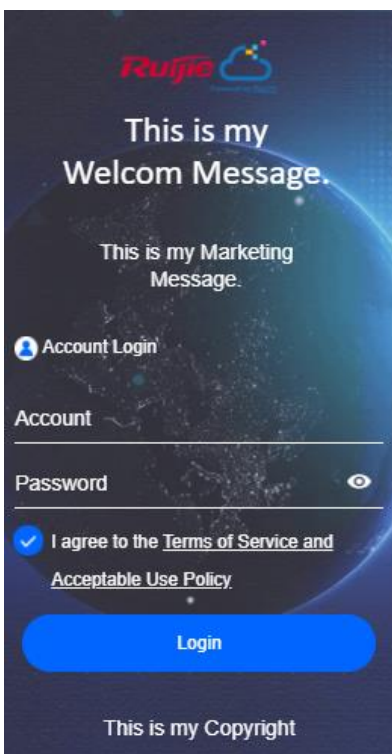 Ruijie
This is my
Welcom Message.
This is my Marketing
Message.
Account Login
Account
Password
I agree to the Terms of Service and
Acceptable Use Policy
Login
This is my Copyright